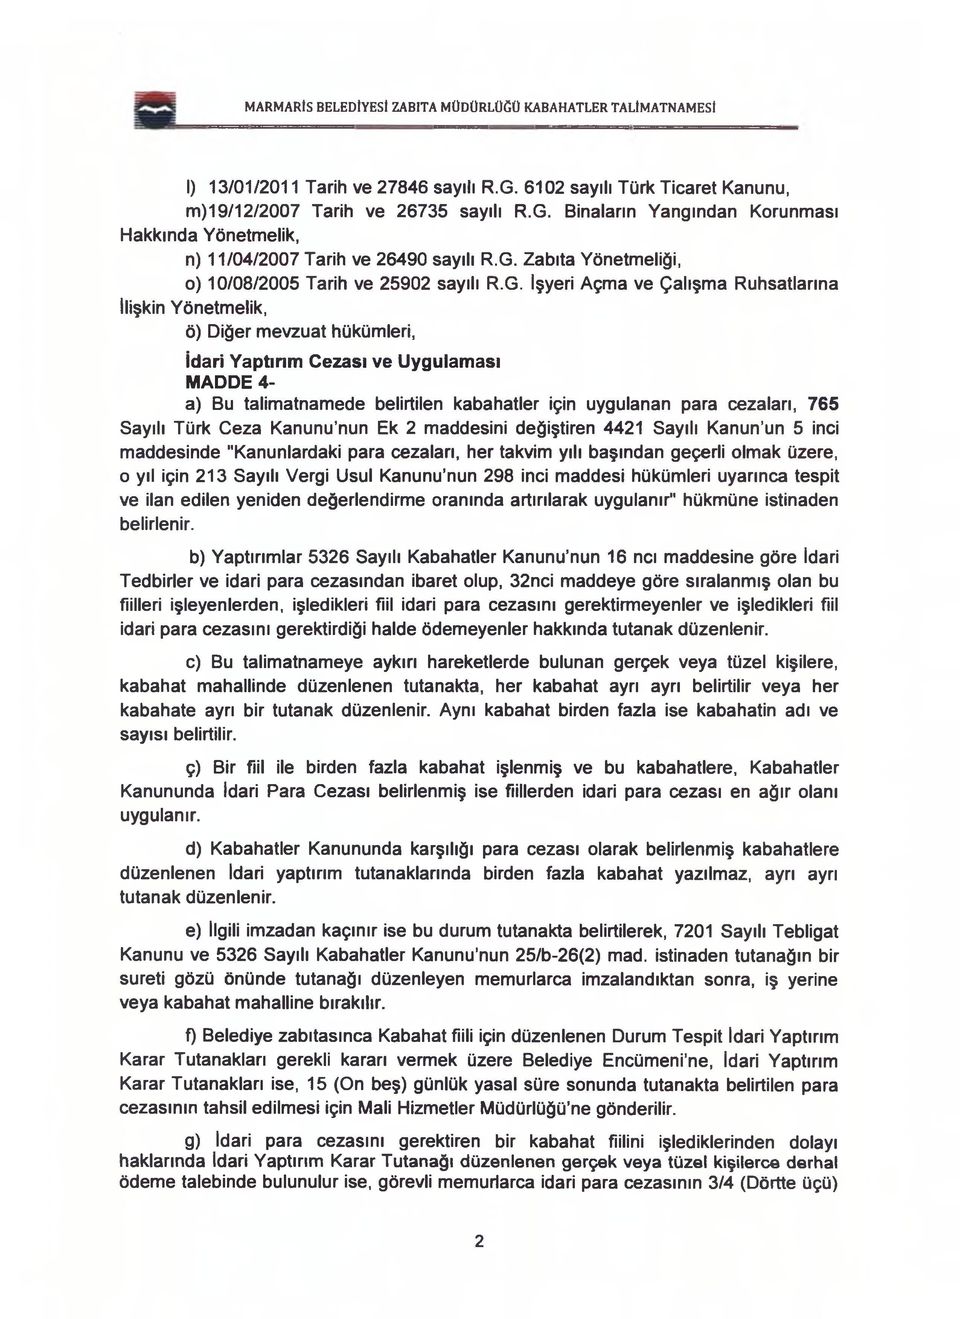 MARMARİS BELEDİYESİ ZABITA MÜDÜRLÜĞÜ KABAHATLER TALİMATNAMESİ
l) 13/01/2011 Tarih ve 27846 sayılı R.G. 6102 sayılı Türk Ticaret Kanunu,
m)19/12/2007 Tarih ve 26735 sayılı R.G. Binaların Yangından Korunması
Hakkında Yönetmelik,
n) 11/04/2007 Tarih ve 26490 sayılı R.G. Zabıta Yönetmeliği,
o) 10/08/2005 Tarih ve 25902 sayılı R.G. İşyeri Açma ve Çalışma Ruhsatlarına
İlişkin Yönetmelik,
ö) Diğer mevzuat hükümleri,
İdari Yaptırım Cezası ve Uygulaması
MADDE 4-
a) Bu talimatnamede belirtilen kabahatler için uygulanan para cezaları, 765
Sayılı Türk Ceza Kanunu'nun Ek 2 maddesini değiştiren 4421 Sayılı Kanun'un 5 inci
maddesinde "Kanunlardaki para cezaları, her takvim yılı başından geçerli olmak üzere,
o yıl için 213 Sayılı Vergi Usul Kanunu'nun 298 inci maddesi hükümleri uyarınca tespit
ve ilan edilen yeniden değerlendirme oranında artırılarak uygulanır" hükmüne istinaden
belirlenir.
b) Yaptırımlar 5326 Sayılı Kabahatler Kanunu'nun 16 ncı maddesine göre İdari
Tedbirler ve idari para cezasından ibaret olup, 32nci maddeye göre sıralanmış olan bu
fiilleri işleyenlerden, işledikleri fiil idari para cezasını gerektirmeyenler ve işledikleri fiil
idari para cezasını gerektirdiği halde ödemeyenler hakkında tutanak düzenlenir.
c) Bu talimatnameye aykırı hareketlerde bulunan gerçek veya tüzel kişilere,
kabahat mahallinde düzenlenen tutanakta, her kabahat ayrı ayrı belirtilir veya her
kabahate ayrı bir tutanak düzenlenir. Aynı kabahat birden fazla ise kabahatin adı ve
sayısı belirtilir.
ç) Bir fiil ile birden fazla kabahat işlenmiş ve bu kabahatlere, Kabahatler
Kanununda İdari Para Cezası belirlenmiş ise fiillerden idari para cezası en ağır olanı
uygulanır.
d) Kabahatler Kanununda karşılığı para cezası olarak belirlenmiş kabahatlere
düzenlenen İdari yaptırım tutanaklarında birden fazla kabahat yazılmaz, ayrı ayrı
tutanak düzenlenir.
e) İlgili imzadan kaçınır ise bu durum tutanakta belirtilerek, 7201 Sayılı Tebligat
Kanunu ve 5326 Sayılı Kabahatler Kanunu'nun 25/b-26(2) mad. istinaden tutanağın bir
sureti gözü önünde tutanağı düzenleyen memurlarca imzalandıktan sonra, iş yerine
veya kabahat mahalline bırakılır.
f) Belediye zabıtasınca Kabahat fiili için düzenlenen Durum Tespit İdari Yaptırım
Karar Tutanakları gerekli kararı vermek üzere Belediye Encümeni'ne, İdari Yaptırım
Karar Tutanakları ise, 15 (On beş) günlük yasal süre sonunda tutanakta belirtilen para
cezasının tahsil edilmesi için Mali Hizmetler Müdürlüğü'ne gönderilir.
g) İdari para cezasını gerektiren bir kabahat fiilini işlediklerinden dolayı
haklarında İdari Yaptırım Karar Tutanağı düzenlenen gerçek veya tüzel kişilerce derhal
ödeme talebinde bulunulur ise, görevli memurlarca idari para cezasının 3/4 (Dörtte üçü)
2